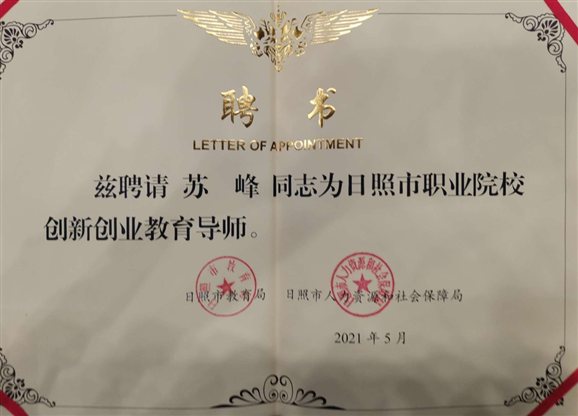 聘 书
LETTER OF APPOINTMENT
兹聘请 苏 峰 同志为日照市职业院校
创新创业教育导师。
日照市教育局 日照市人力资源和社会保障局
2021 年 5 月